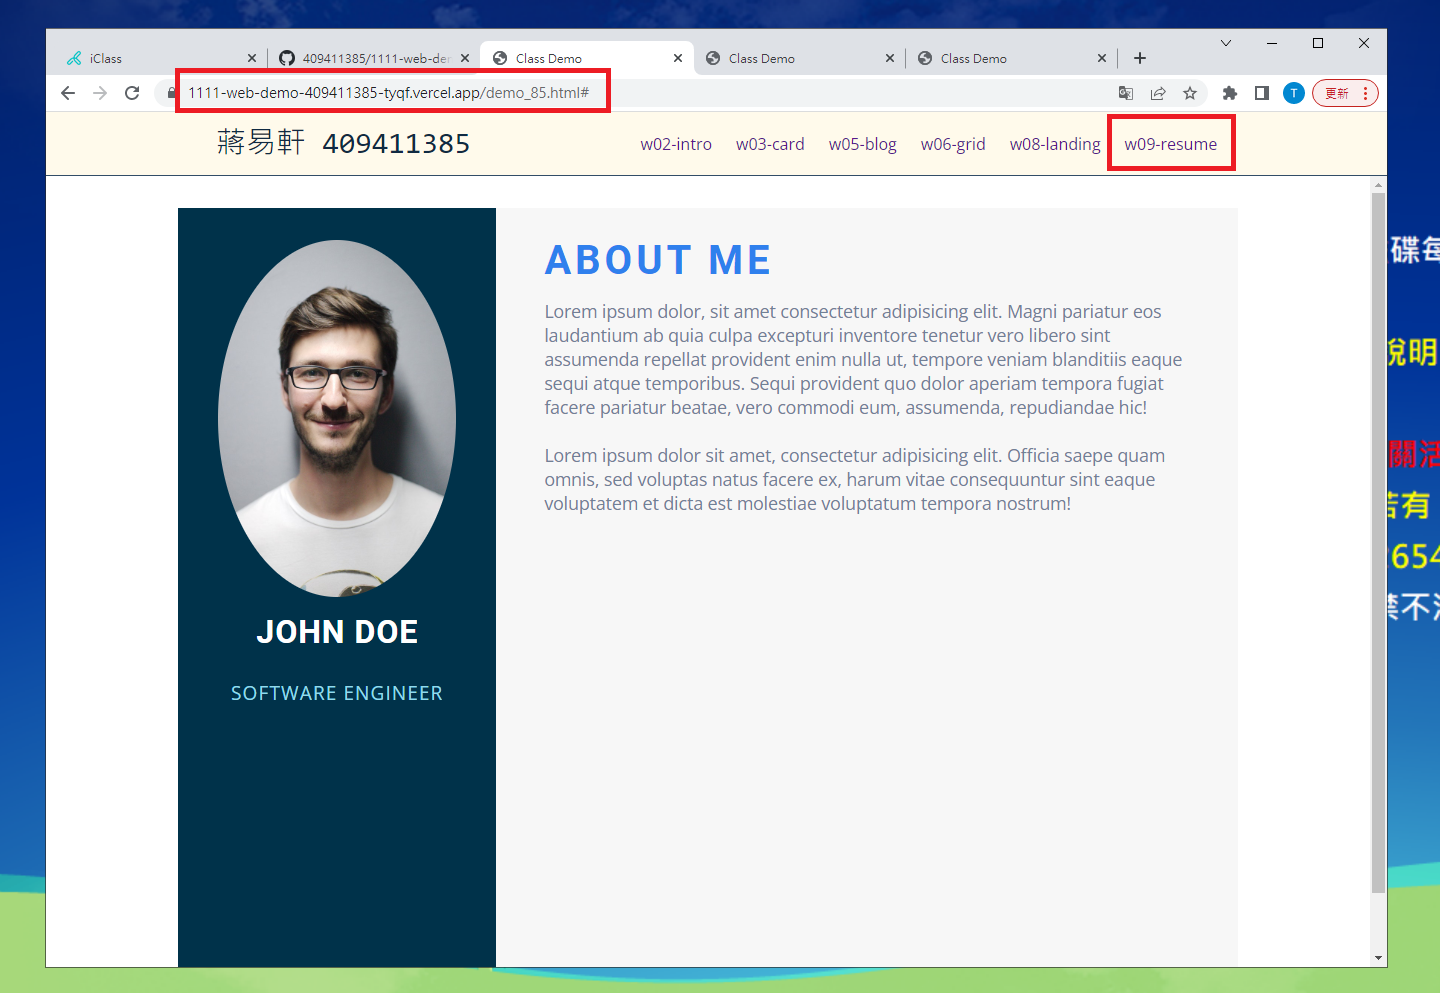 iClass
409411385/1111-web-der
Class Demo
Class Demo
Class Demo
1111-web-demo-409411385-tyqf.vercel.app/demo_85.html#
T
更新
蔣易軒 409411385
w02-intro
w03-card
w05-blog
w06-grid
w08-landing
w09-resume
ABOUT ME
Lorem ipsum dolor, sit amet consectetur adipisicing elit. Magni pariatur eos
laudantium ab quia culpa excepturi inventore tenetur vero libero sint
assumenda repellat provident enim nulla ut, tempore veniam blanditiis eaque
sequi atque temporibus. Sequi provident quo dolor aperiam tempora fugiat
facere pariatur beatae, vero commodi eum, assumenda, repudiandae hic!
Lorem ipsum dolor sit amet, consectetur adipisicing elit. Officia saepe quam
omnis, sed voluptas natus facere ex, harum vitae consequuntur sint eaque
voluptatem et dicta est molestiae voluptatum tempora nostrum!
JOHN DOE
SOFTWARE ENGINEER
碟每
說明
關活
若有
2654
不